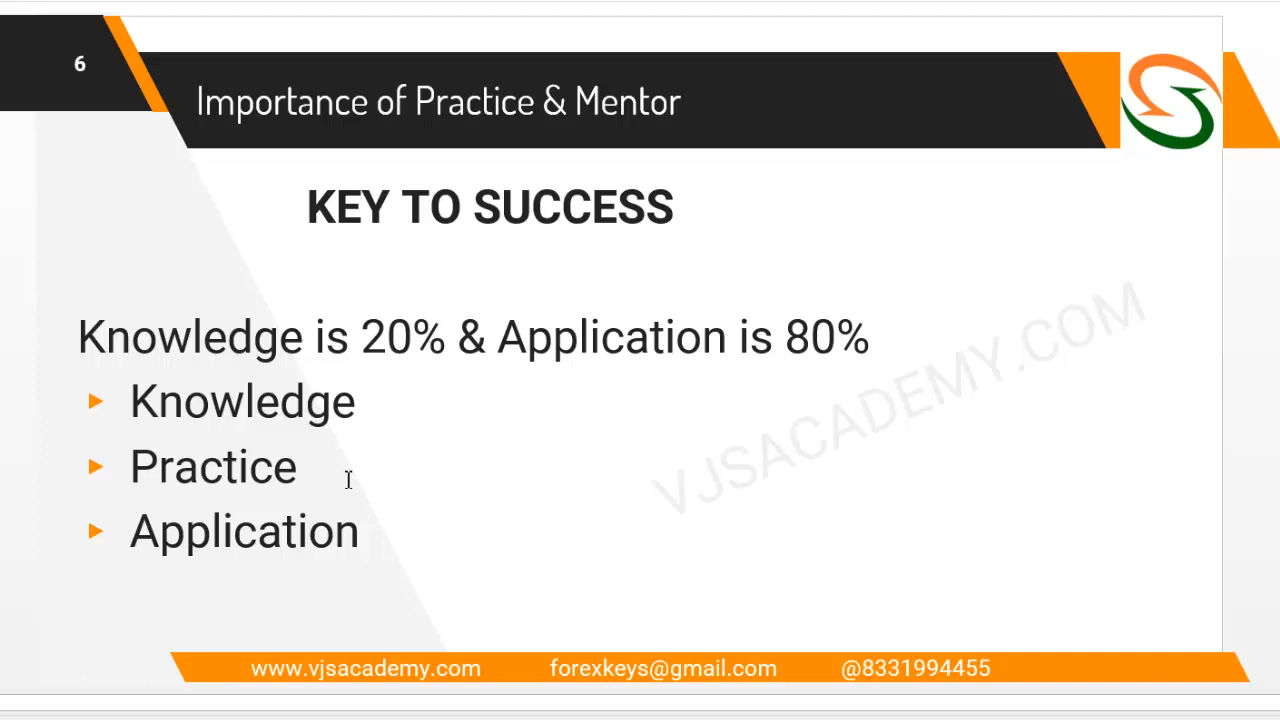 6
Importance of Practice & Mentor
KEY TO SUCCESS
Knowledge is 20% & Application is 80%
Knowledge
Practice
Application
VJSACADEMY.COM
www.vjsacademy.com forexkeys@gmail.com @8331994455